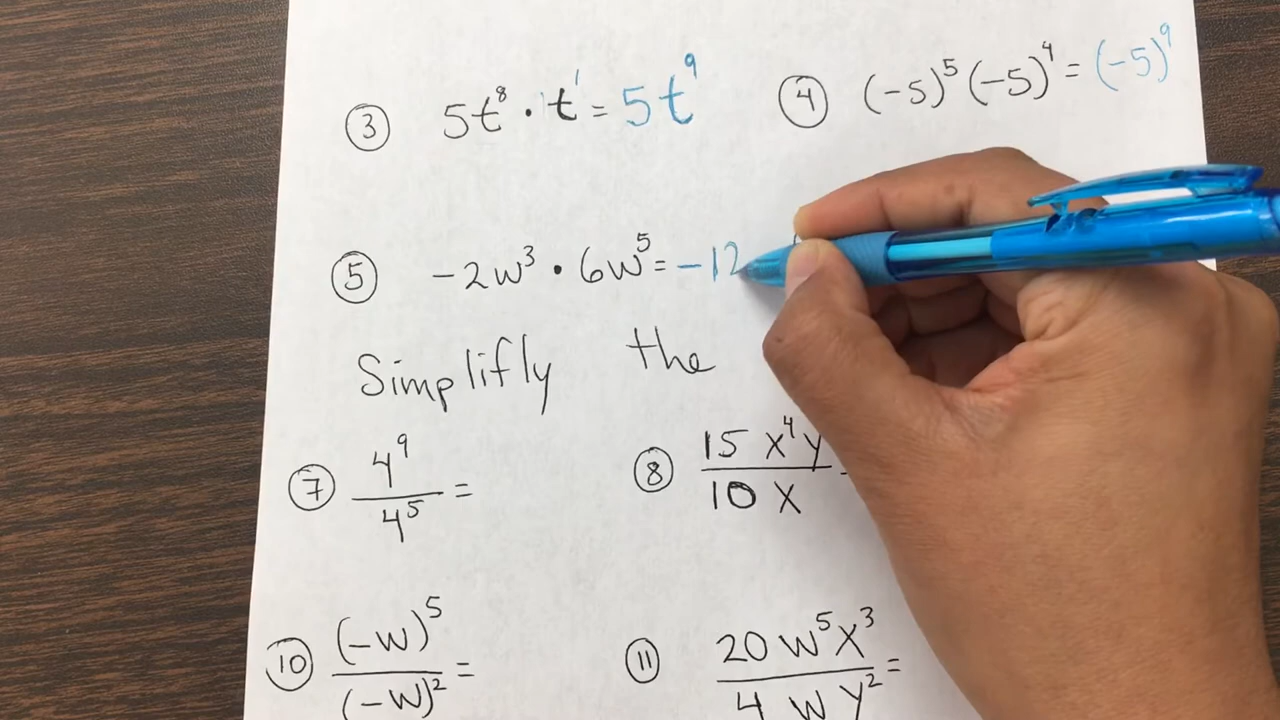 ③ 5t⁸ · t¹ = 5t⁹
④ (-5)⁵(-5)⁴ = (-5)⁹
⑤ -2w³ · 6w⁵ = -12
Simplifly the
⑦ 4⁹/4⁵ =
⑧ 15x⁴y/10x
⑩ (-w)⁵/(-w)² =
⑪ 20w⁵x³/4wy² =